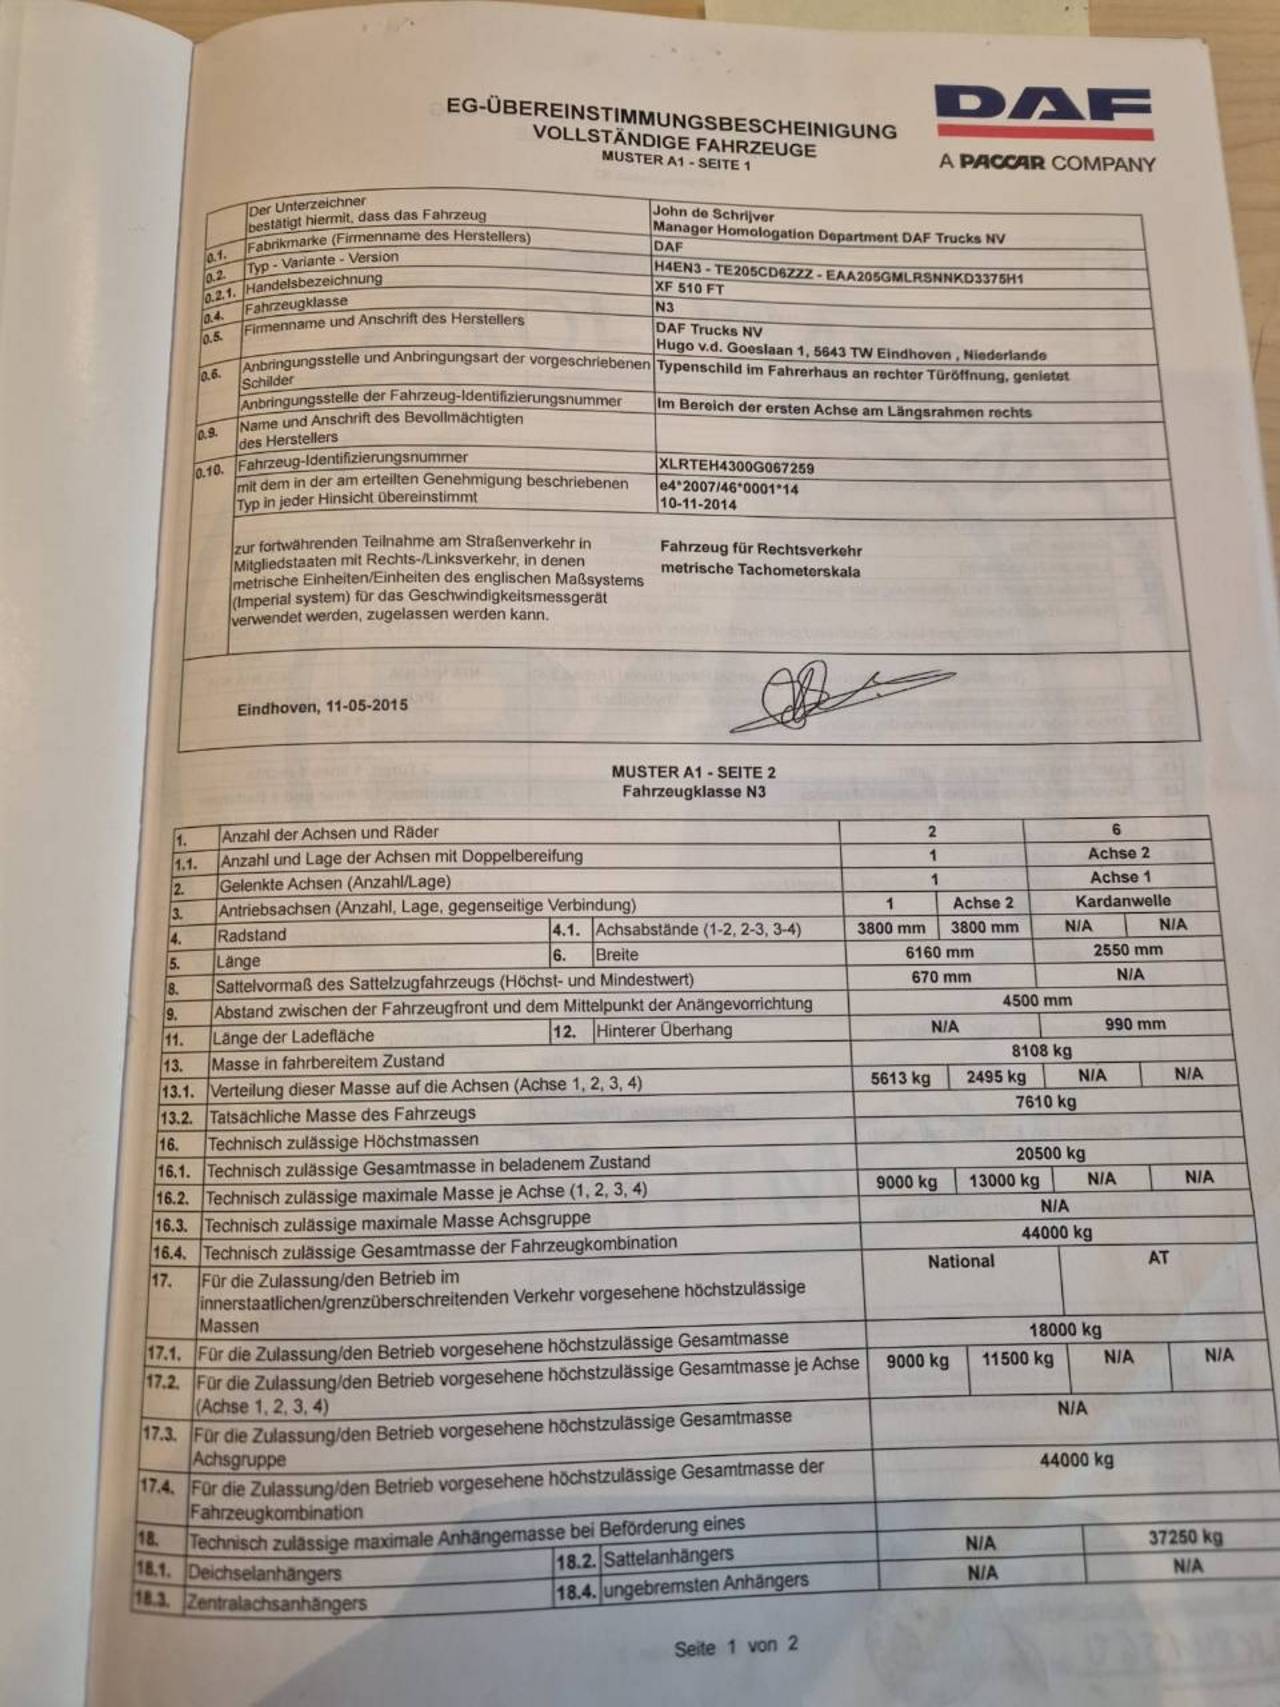 EG-ÜBEREINSTIMMUNGSBESCHEINIGUNG
VOLLSTÄNDIGE FAHRZEUGE
MUSTER A1 - SEITE 1
DAF
A PACCAR COMPANY
Der Unterzeichner John de Schrijver
bestätigt hiermit, dass das Fahrzeug Manager Homologation Department DAF Trucks NV
0.1. Fabrikmarke (Firmenname des Herstellers) DAF
0.2. Typ - Variante - Version H4EN3 - TE205CD6ZZZ - EAA205GMLRSNNKD3375H1
0.2.1. Handelsbezeichnung XF 510 FT
0.4. Fahrzeugklasse N3
0.5. Firmenname und Anschrift des Herstellers DAF Trucks NV
Hugo v.d. Goeslaan 1, 5643 TW Eindhoven , Niederlande
0.6. Anbringungsstelle und Anbringungsart der vorgeschriebenen Typenschild im Fahrerhaus an rechter Türöffnung, genietet
Schilder
Anbringungsstelle der Fahrzeug-Identifizierungsnummer Im Bereich der ersten Achse am Längsrahmen rechts
0.9. Name und Anschrift des Bevollmächtigten
des Herstellers
0.10. Fahrzeug-Identifizierungsnummer XLRTEH4300G067259
mit dem in der am erteilten Genehmigung beschriebenen e4*2007/46*0001*14
Typ in jeder Hinsicht übereinstimmt 10-11-2014
zur fortwährenden Teilnahme am Straßenverkehr in Fahrzeug für Rechtsverkehr
Mitgliedstaaten mit Rechts-/Linksverkehr, in denen metrische Tachometerskala
metrische Einheiten/Einheiten des englischen Maßsystems
(Imperial system) für das Geschwindigkeitsmessgerät
verwendet werden, zugelassen werden kann.
Eindhoven, 11-05-2015
MUSTER A1 - SEITE 2
Fahrzeugklasse N3
1. Anzahl der Achsen und Räder 2 6
1.1. Anzahl und Lage der Achsen mit Doppelbereifung 1 Achse 2
2. Gelenkte Achsen (Anzahl/Lage) 1 Achse 1
3. Antriebsachsen (Anzahl, Lage, gegenseitige Verbindung) 1 Achse 2 Kardanwelle
4. Radstand 4.1. Achsabstände (1-2, 2-3, 3-4) 3800 mm 3800 mm N/A N/A
5. Länge 6. Breite 6160 mm 2550 mm
8. Sattelvormaß des Sattelzugfahrzeugs (Höchst- und Mindestwert) 670 mm N/A
9. Abstand zwischen der Fahrzeugfront und dem Mittelpunkt der Anängevorrichtung 4500 mm
11. Länge der Ladefläche 12. Hinterer Überhang N/A 990 mm
13. Masse in fahrbereitem Zustand 8108 kg
13.1. Verteilung dieser Masse auf die Achsen (Achse 1, 2, 3, 4) 5613 kg 2495 kg N/A N/A
13.2. Tatsächliche Masse des Fahrzeugs 7610 kg
16. Technisch zulässige Höchstmassen
16.1. Technisch zulässige Gesamtmasse in beladenem Zustand 20500 kg
16.2. Technisch zulässige maximale Masse je Achse (1, 2, 3, 4) 9000 kg 13000 kg N/A N/A
16.3. Technisch zulässige maximale Masse Achsgruppe N/A
16.4. Technisch zulässige Gesamtmasse der Fahrzeugkombination 44000 kg
17. Für die Zulassung/den Betrieb im National AT
innerstaatlichen/grenzüberschreitenden Verkehr vorgesehene höchstzulässige
Massen
17.1. Für die Zulassung/den Betrieb vorgesehene höchstzulässige Gesamtmasse 18000 kg
17.2. Für die Zulassung/den Betrieb vorgesehene höchstzulässige Gesamtmasse je Achse 9000 kg 11500 kg N/A N/A
(Achse 1, 2, 3, 4)
17.3. Für die Zulassung/den Betrieb vorgesehene höchstzulässige Gesamtmasse N/A
Achsgruppe
17.4. Für die Zulassung/den Betrieb vorgesehene höchstzulässige Gesamtmasse der 44000 kg
Fahrzeugkombination
18. Technisch zulässige maximale Anhängemasse bei Beförderung eines
18.1. Deichselanhängers 18.2. Sattelanhängers N/A 37250 kg
18.3. Zentralachsanhängers 18.4. ungebremsten Anhängers N/A N/A
Seite 1 von 2